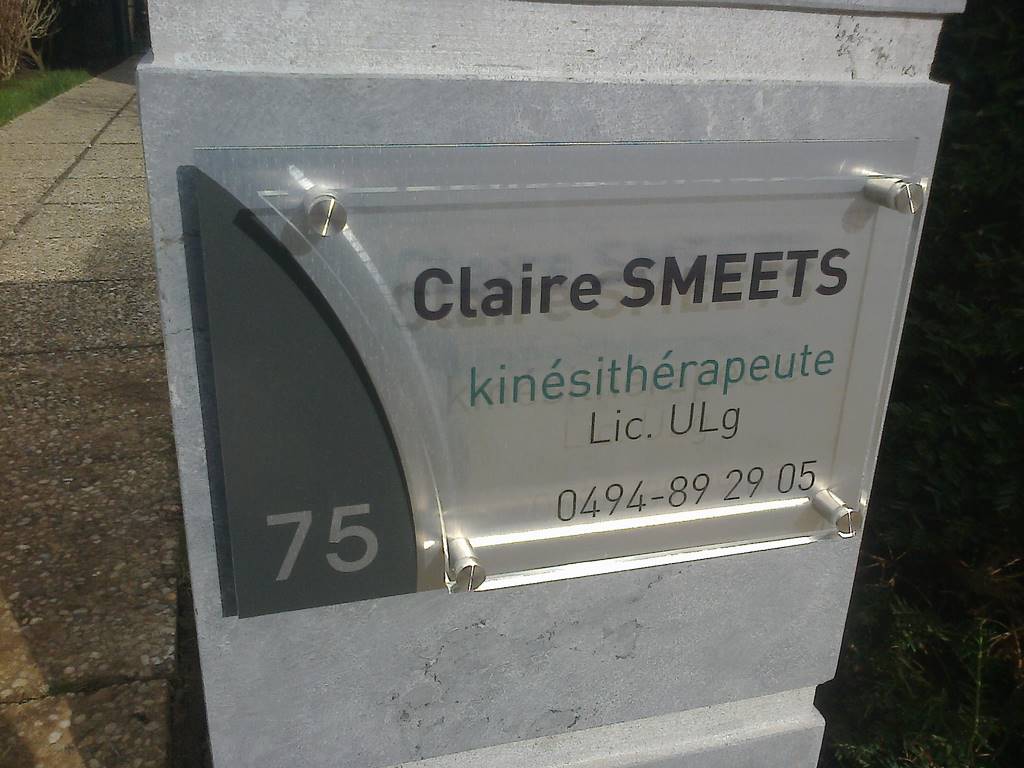 Claire SMEETS
kinésithérapeute
Lic. ULg
0494-89 29 05
75